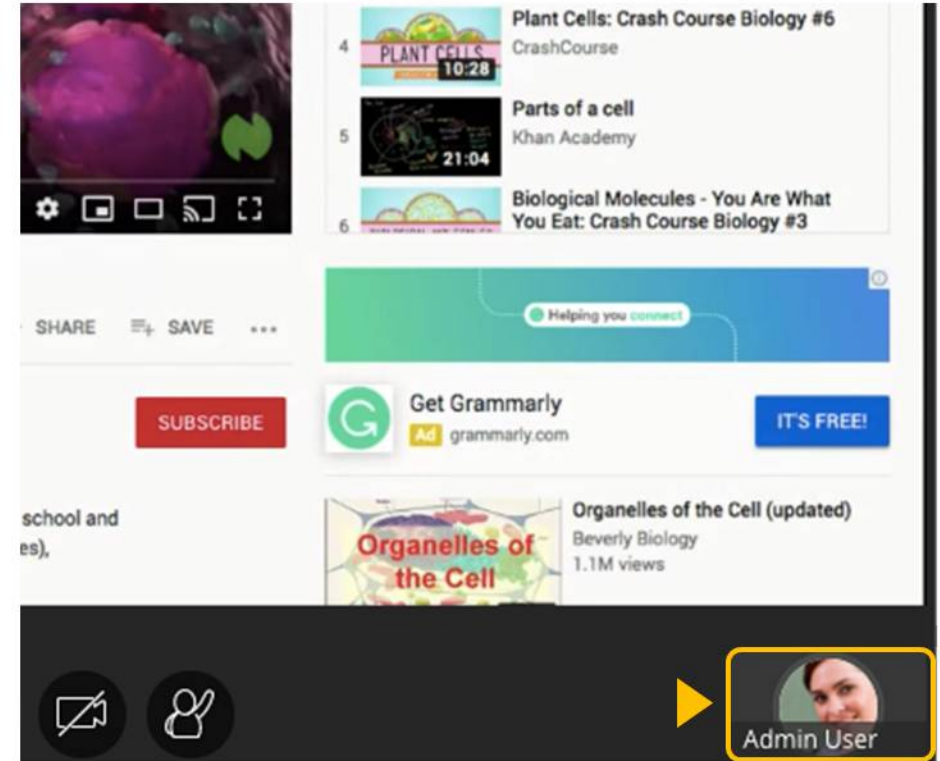 4
PLANT CELLS
10:28
Plant Cells: Crash Course Biology #6
CrashCourse
5
21:04
Parts of a cell
Khan Academy
6
Biological Molecules - You Are What
You Eat: Crash Course Biology #3
Helping you connect
SHARE SAVE
SUBSCRIBE
Get Grammarly
Ad grammarly.com
IT'S FREE!
school and
es),
Organelles of
the Cell
Organelles of the Cell (updated)
Beverly Biology
1.1M views
Admin User